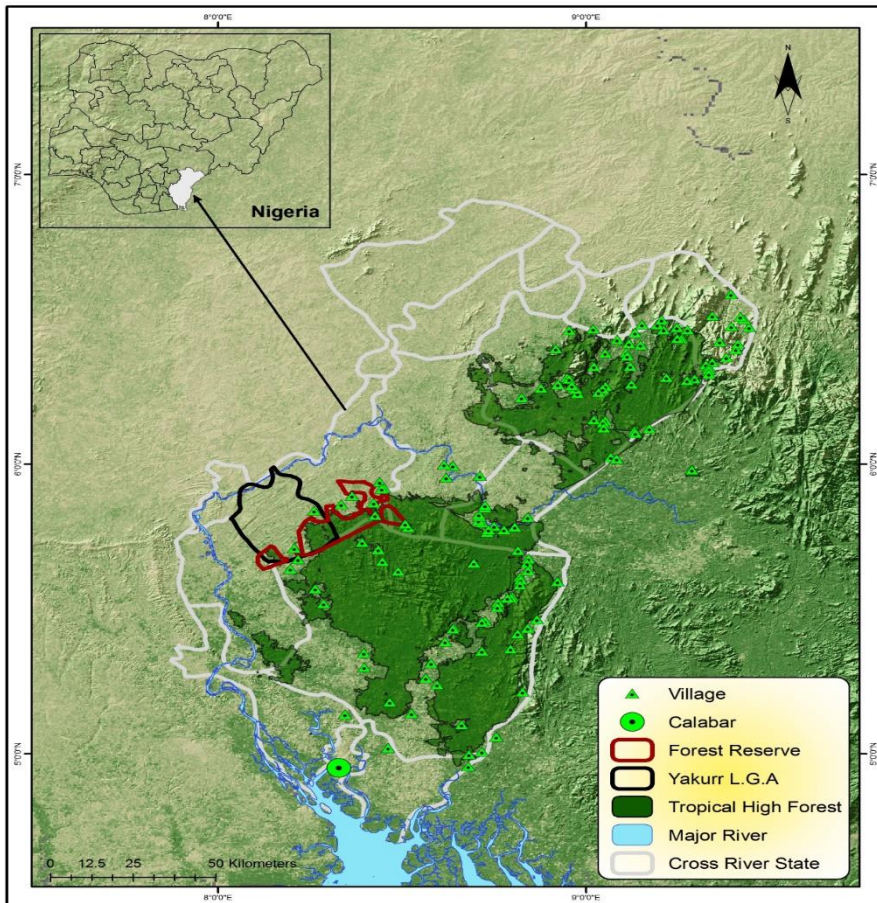 8°0'0"E
9°0'0"E
N
S
Nigeria
7°0'0"N
7°0'0"N
6°0'0"N
6°0'0"N
5°0'0"N
5°0'0"N
Village
Calabar
Forest Reserve
Yakurr L.G.A
Tropical High Forest
Major River
Cross River State
0 12.5 25 50 Kilometers
8°0'0"E
9°0'0"E